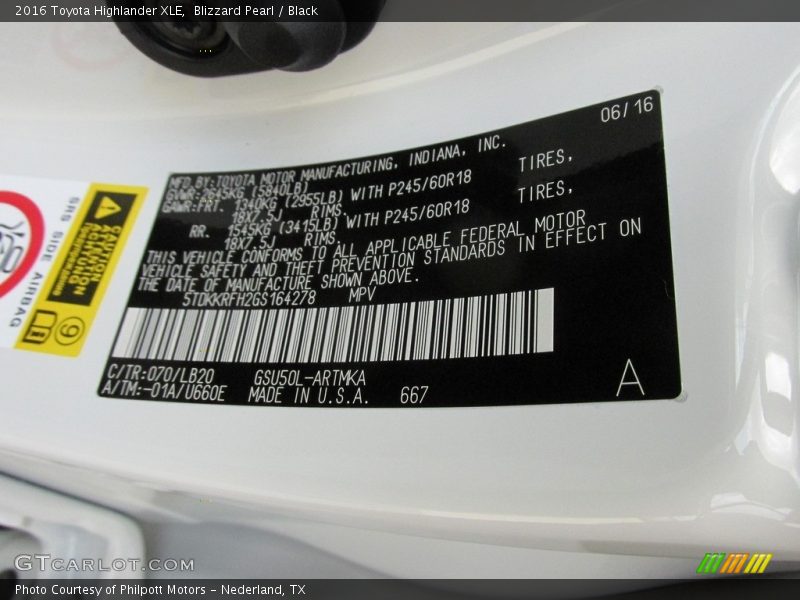 2016 Toyota Highlander XLE,  Blizzard Pearl / Black
06/16
MFD BY:TOYOTA MOTOR MANUFACTURING, INDIANA, INC.
GVWR:2645KG (5840LB)
GAWR:FRT. 1340KG (2955LB) WITH P245/60R18 TIRES,
18X7.5J RIMS.
RR. 1545KG (3415LB) WITH P245/60R18 TIRES,
18X7.5J RIMS.
THIS VEHICLE CONFORMS TO ALL APPLICABLE FEDERAL MOTOR
VEHICLE SAFETY AND THEFT PREVENTION STANDARDS IN EFFECT ON
THE DATE OF MANUFACTURE SHOWN ABOVE.
5TDKKRFH2GS164278 MPV
C/TR:070/LB20 GSU50L-ARTMKA
A/TM:-01A/U660E MADE IN U.S.A. 667
A
SRS SIDE AIRBAG
GTCARLOT.COM
Photo Courtesy of Philpott Motors - Nederland, TX